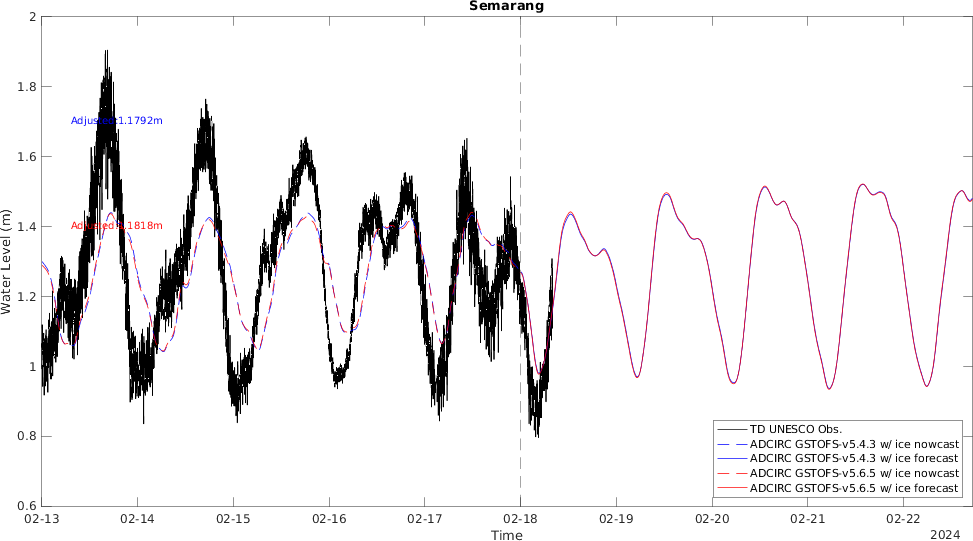 Semarang
Water Level (m)
2
1.8
1.6
1.4
1.2
1
0.8
0.6
Adjusted:1.1792m
Adjusted:1.1818m
TD UNESCO Obs.
ADCIRC GSTOFS-v5.4.3 w/ ice nowcast
ADCIRC GSTOFS-v5.4.3 w/ ice forecast
ADCIRC GSTOFS-v5.6.5 w/ ice nowcast
ADCIRC GSTOFS-v5.6.5 w/ ice forecast
02-13 02-14 02-15 02-16 02-17 02-18 02-19 02-20 02-21 02-22
Time
2024